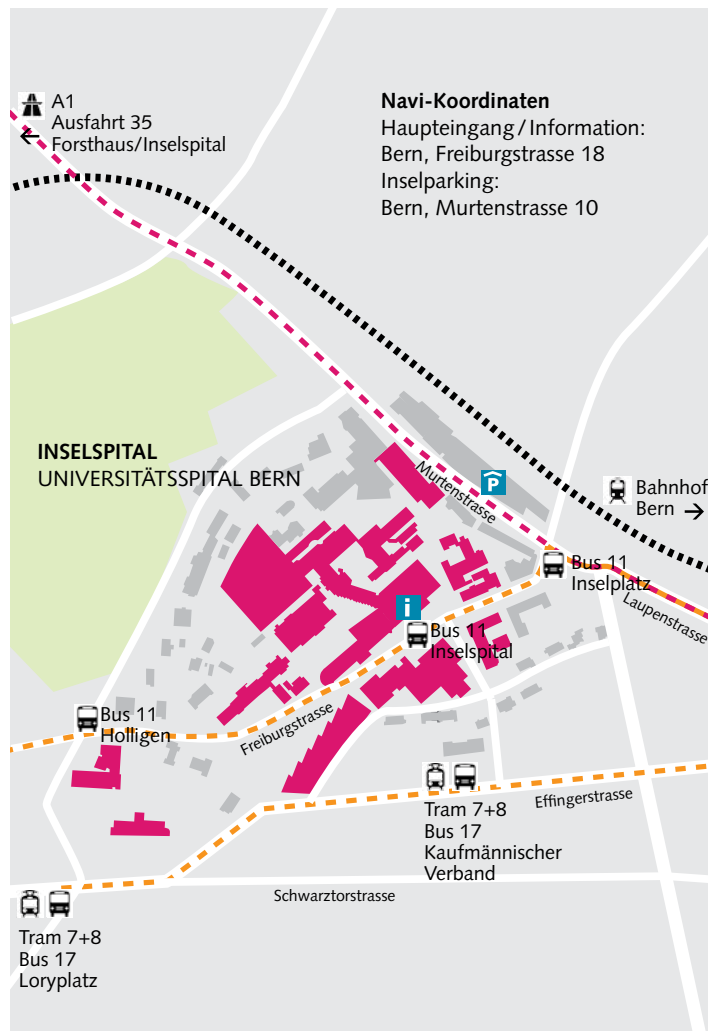 A1
Ausfahrt 35
← Forsthaus/Inselspital
Navi-Koordinaten
Haupteingang / Information:
Bern, Freiburgstrasse 18
Inselparking:
Bern, Murtenstrasse 10
INSELSPITAL
UNIVERSITÄTSSPITAL BERN
Murtenstrasse
P
Bahnhof
Bern →
Bus 11
Inselplatz
Laupenstrasse
i
Bus 11
Inselspital
Bus 11
Holligen
Freiburgstrasse
Tram 7+8
Bus 17
Kaufmännischer
Verband
Effingerstrasse
Schwarztorstrasse
Tram 7+8
Bus 17
Loryplatz